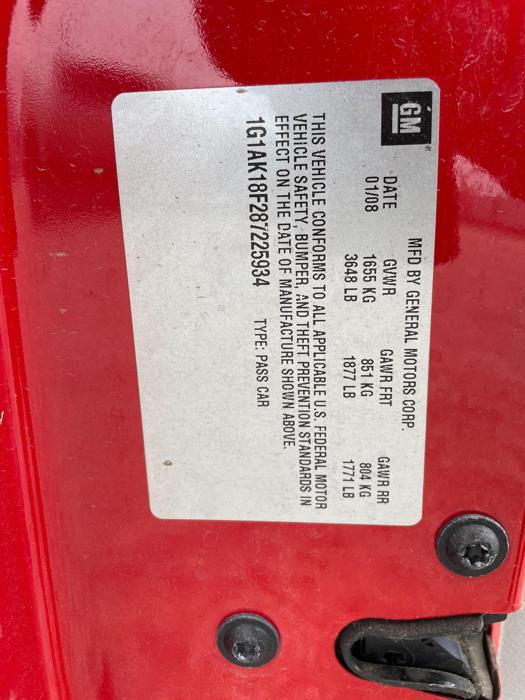 GM
MFD BY GENERAL MOTORS CORP.
DATE GVWR GAWR FRT GAWR RR
01/08 1655 KG 851 KG 804 KG
3648 LB 1877 LB 1771 LB
THIS VEHICLE CONFORMS TO ALL APPLICABLE U.S. FEDERAL MOTOR
VEHICLE SAFETY, BUMPER, AND THEFT PREVENTION STANDARDS IN
EFFECT ON THE DATE OF MANUFACTURE SHOWN ABOVE.
1G1AK18F287225934 TYPE: PASS CAR